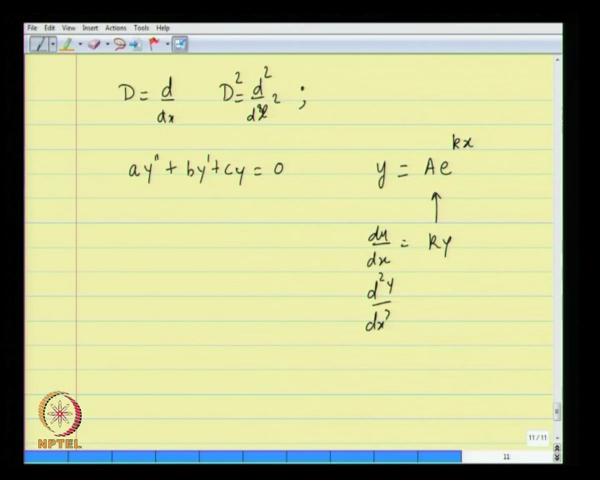 File Edit View Insert Actions Tools Help
D = d/dx D² = d²/dx² ;
ay" + by' + cy = 0 y = Ae^kx
↑
dy/dx = ky
d²y/dx²
NPTEL
11 / 11
11